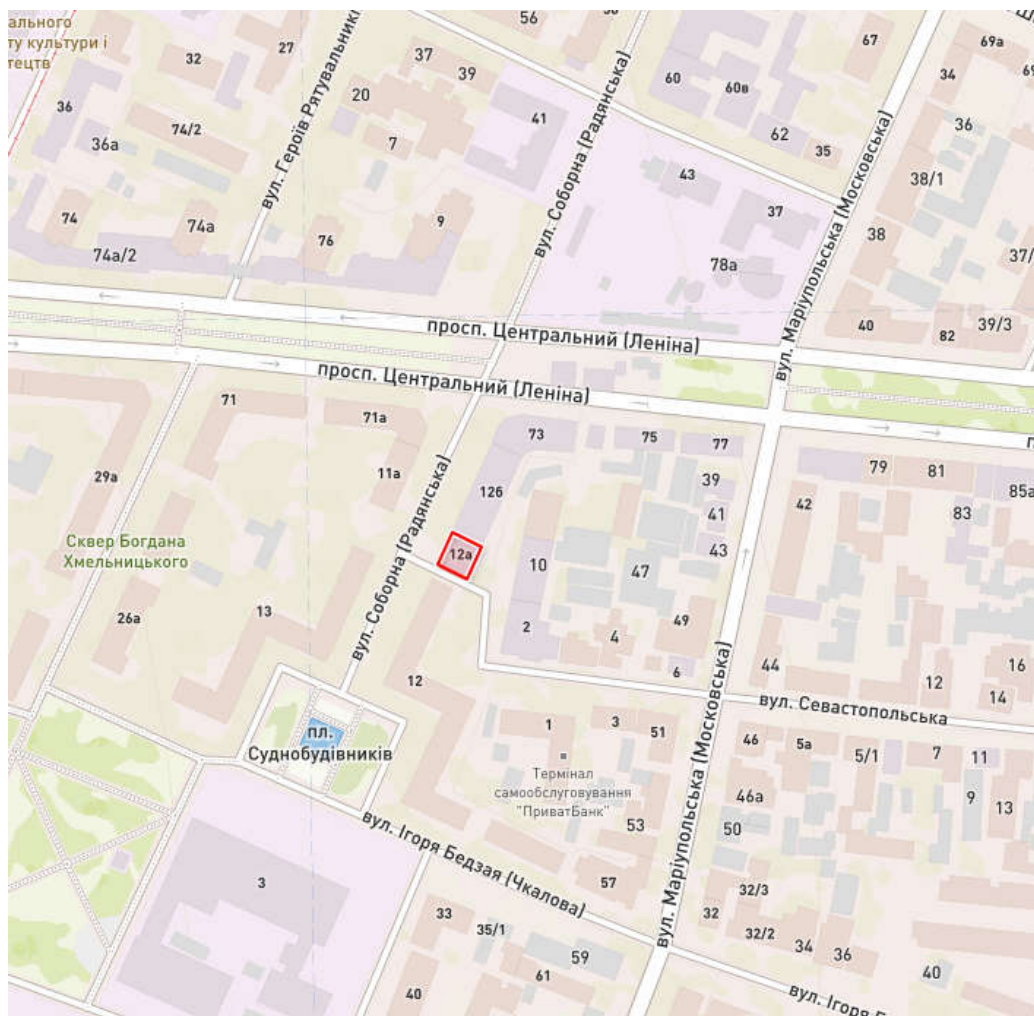 ального
ту культури і
тецтв
32
27
вул. Героїв Рятувальникі
37
39
56
20
7
41
36
36а
74/2
74
74а
74а/2
76
9
вул. Соборна (Радянська)
60
60в
62
35
67
34
69а
36
38/1
38
37/
43
37
78а
вул. Маріупольська (Московська)
40
82
39/3
просп. Центральний (Леніна)
просп. Центральний (Леніна)
71
71а
11а
29а
73
75
77
12б
39
41
43
79
81
83
85а
42
12а
10
47
49
2
4
6
44
12
16
14
Сквер Богдана
Хмельницького
26а
13
вул. Соборна (Радянська)
12
пл.
Суднобудівників
вул. Севастопольська
1
3
51
Термінал
самообслуговування
"ПриватБанк"
53
57
46
5а
5/1
7
11
9
13
46а
50
вул. Маріупольська (Московська)
вул. Ігоря Бедзая (Чкалова)
3
33
35/1
59
61
40
32/3
32
32/2
34
36
40